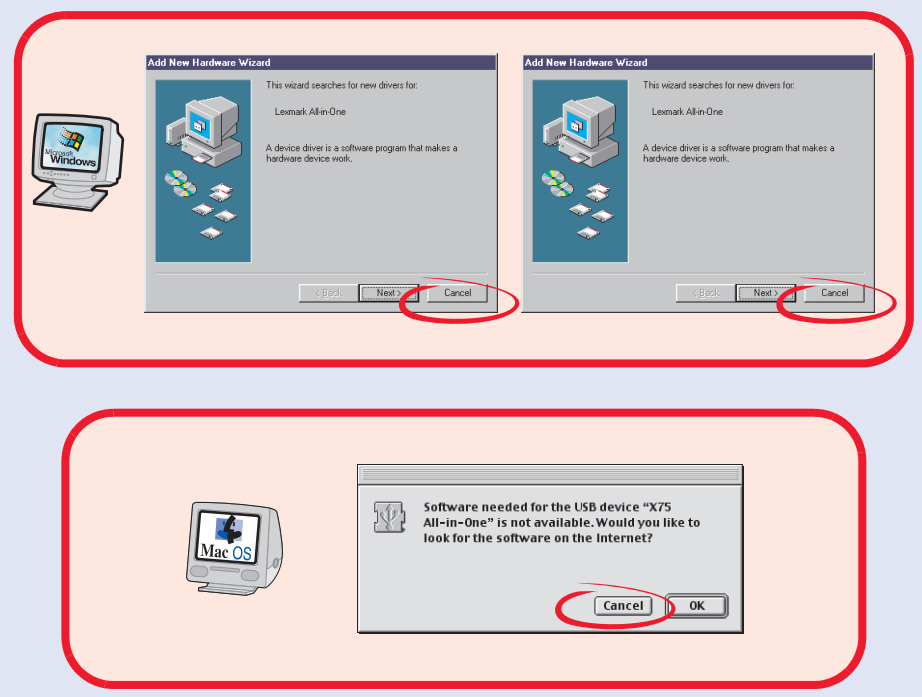 Add New Hardware Wizard
This wizard searches for new drivers for:
Lexmark All-in-One
A device driver is a software program that makes a
hardware device work.
< Back
Next >
Cancel
Add New Hardware Wizard
This wizard searches for new drivers for:
Lexmark All-in-One
A device driver is a software program that makes a
hardware device work.
< Back
Next >
Cancel
Microsoft
Windows
Software needed for the USB device “X75
All-in-One” is not available. Would you like to
look for the software on the Internet?
Cancel
OK
Mac OS